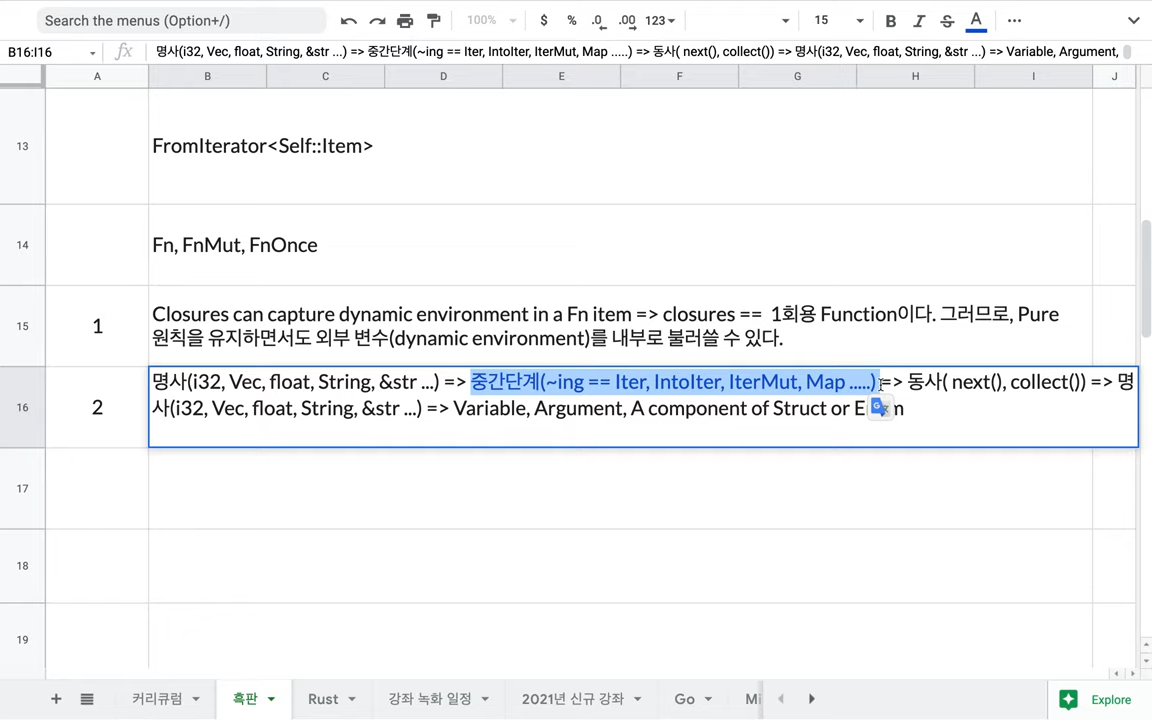 Search the menus (Option+/)
100%
$ % .0 .00 123
15
B I S A
B16:I16
fx 명사(i32, Vec, float, String, &str ...) => 중간단계(~ing == Iter, IntoIter, IterMut, Map .....) => 동사( next(), collect()) => 명사(i32, Vec, float, String, &str ...) => Variable, Argument,
A B C D E F G H I J
13 FromIterator<Self::Item>
14 Fn, FnMut, FnOnce
15 1 Closures can capture dynamic environment in a Fn item => closures == 1회용 Function이다. 그러므로, Pure
원칙을 유지하면서도 외부 변수(dynamic environment)를 내부로 불러쓸 수 있다.
16 2 명사(i32, Vec, float, String, &str ...) => 중간단계(~ing == Iter, IntoIter, IterMut, Map .....) => 동사( next(), collect()) => 명
사(i32, Vec, float, String, &str ...) => Variable, Argument, A component of Struct or E m
17
18
19
커리큐럼 흑판 Rust 강좌 녹화 일정 2021년 신규 강좌 Go Mi Explore